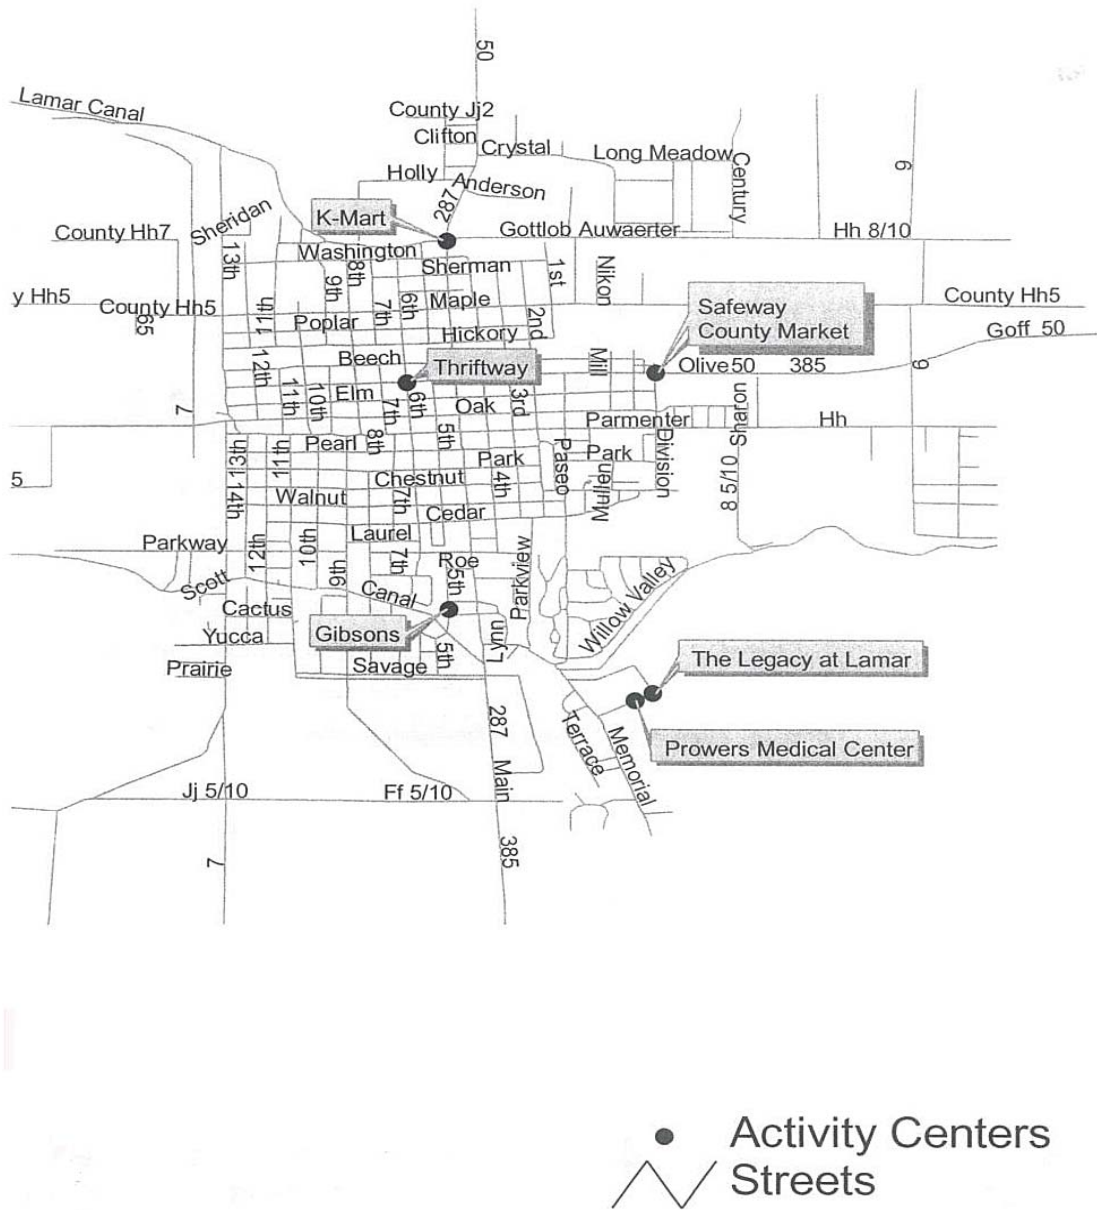 50
Lamar Canal
County Jj2
Clifton
Crystal
Long Meadow
Century
6
Holly
Anderson
287
Sheridan
K-Mart
County Hh7
Gottlob Auwaerter
Hh 8/10
Washington
13th
8th
Sherman
1st
Nikon
9th
11th
7th
6th
Maple
y Hh5
County Hh5
County Hh5
65
Poplar
Hickory
2nd
Safeway
County Market
Goff 50
12th
Beech
Thriftway
Mill
Olive50
385
9
11th
10th
Elm
7th
6th
Oak
3rd
7
Parmenter
Sharon
Hh
13th
11th
Pearl
8th
5th
Park
Paseo
Park
Division
5
14th
Chestnut
4th
Walnut
7th
Mullen
8 5/10
Cedar
Parkway
12th
10th
Laurel
7th
Roe
Parkview
Scott
9th
Canal
5th
Willow Valley
Cactus
Yucca
Gibsons
Lynn
Prairie
Savage
5th
The Legacy at Lamar
287
Terrace
Memorial
Prowers Medical Center
Main
Jj 5/10
Ff 5/10
7
385
Activity Centers
Streets